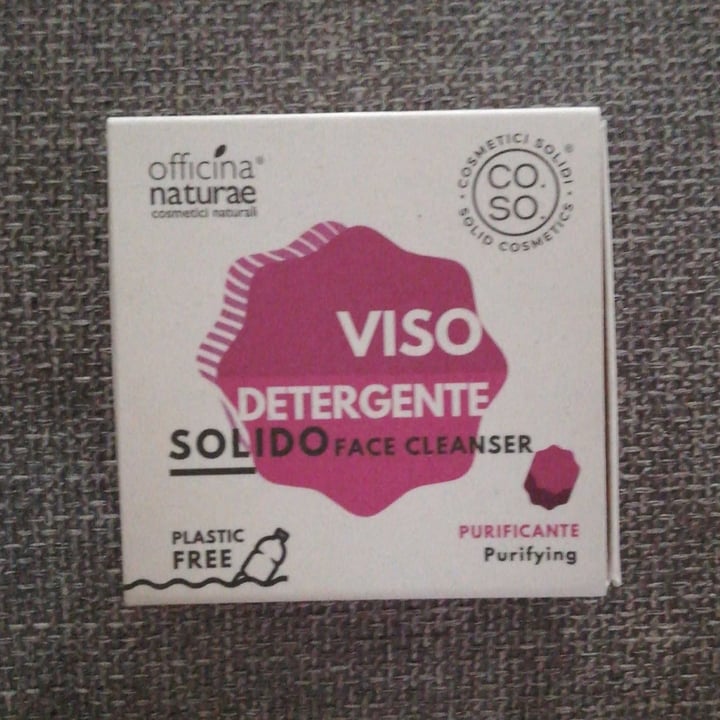 officina®
naturae
cosmetici naturali
COSMETICI SOLIDI®
CO.
SO.
SOLID COSMETICS
VISO
DETERGENTE
SOLIDO FACE CLEANSER
PLASTIC
FREE
PURIFICANTE
Purifying